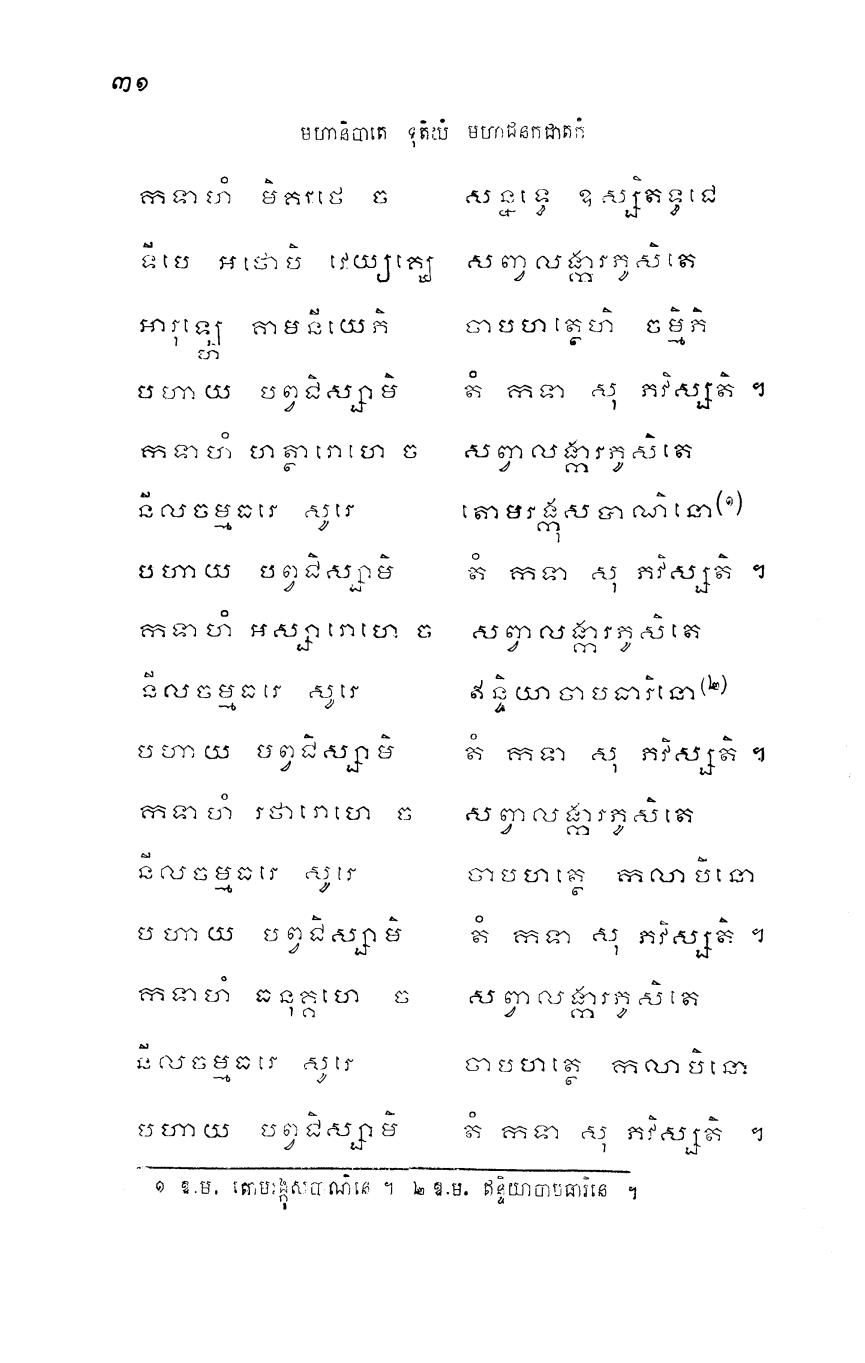 ៣១
មហានិបាតេ ទុតិយំ មហាជនកជាតកំ
កទាហំ មិគរថេ ច សន្នទ្ធេ ឧស្សិតទ្ធជេ
ទីបេ អថោបិ វេយ្យគ្ឃេ សព្វាលង្ការភូសិតេ
អារុឡ្ហេ គាមនីយេភិ ចាបហត្ថេហិ ចម្មិភិ
បហាយ បព្វជិស្សាមិ តំ កទា សុ ភវិស្សតិ ។
កទាហំ ហត្ថារោហេ ច សព្វាលង្ការភូសិតេ
នីលចម្មធរេ សូរេ តោមរង្កុសបាណិនោ(១)
បហាយ បព្វជិស្សាមិ តំ កទា សុ ភវិស្សតិ ។
កទាហំ អស្សារោហេ ច សព្វាលង្ការភូសិតេ
នីលចម្មធរេ សូរេ ឥន្ទិយាចាបធារិនោ(២)
បហាយ បព្វជិស្សាមិ តំ កទា សុ ភវិស្សតិ ។
កទាហំ រថារោហេ ច សព្វាលង្ការភូសិតេ
នីលចម្មធរេ សូរេ ចាបហត្ថេ កលាបិនោ
បហាយ បព្វជិស្សាមិ តំ កទា សុ ភវិស្សតិ ។
កទាហំ ធនុគ្គហេ ច សព្វាលង្ការភូសិតេ
នីលចម្មធរេ សូរេ ចាបហត្ថេ កលាបិនោ
បហាយ បព្វជិស្សាមិ តំ កទា សុ ភវិស្សតិ ។
១ ឱ.ម. តោមរង្កុសបាណិនេ ។ ២ ឱ.ម. ឥន្ទិយាចាបធារិនេ ។